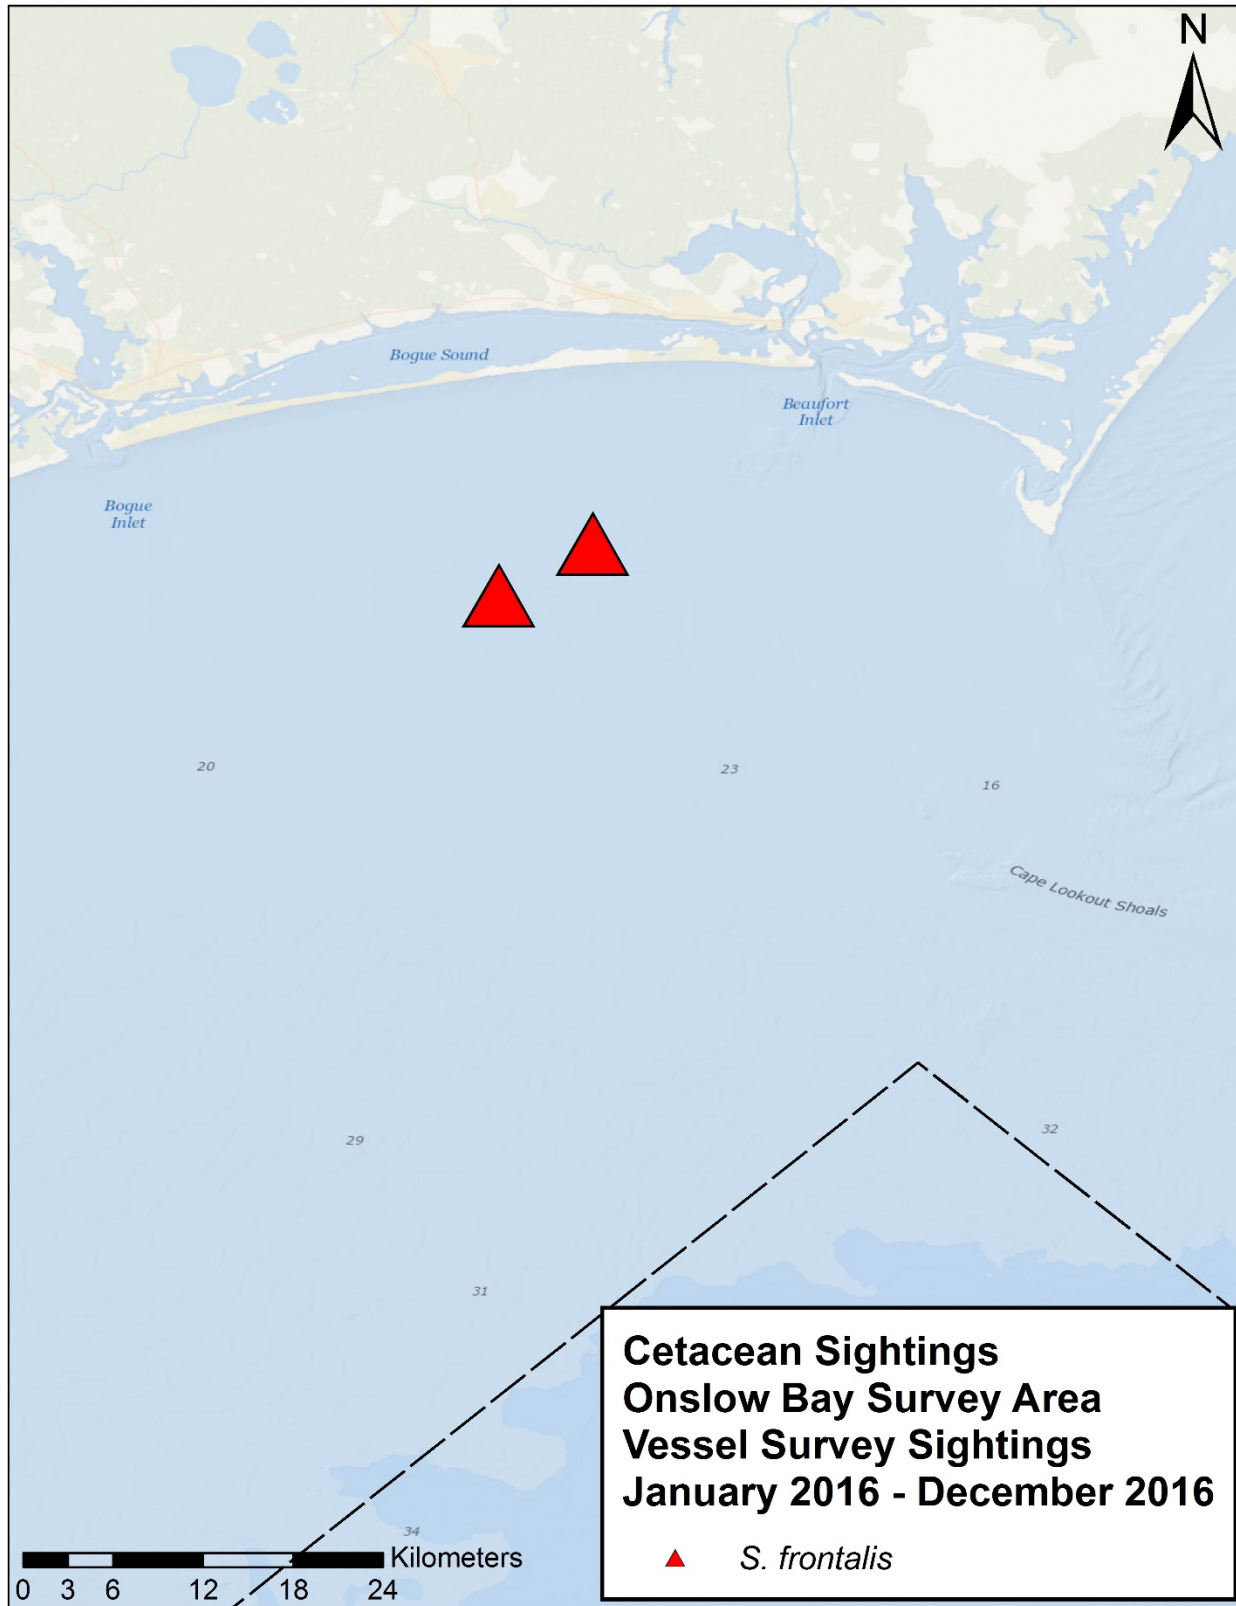 N
Bogue Sound
Beaufort
Inlet
Bogue
Inlet
20
23
16
Cape Lookout Shoals
29
32
31
34
Cetacean Sightings
Onslow Bay Survey Area
Vessel Survey Sightings
January 2016 - December 2016
S. frontalis
Kilometers
0 3 6 12 18 24